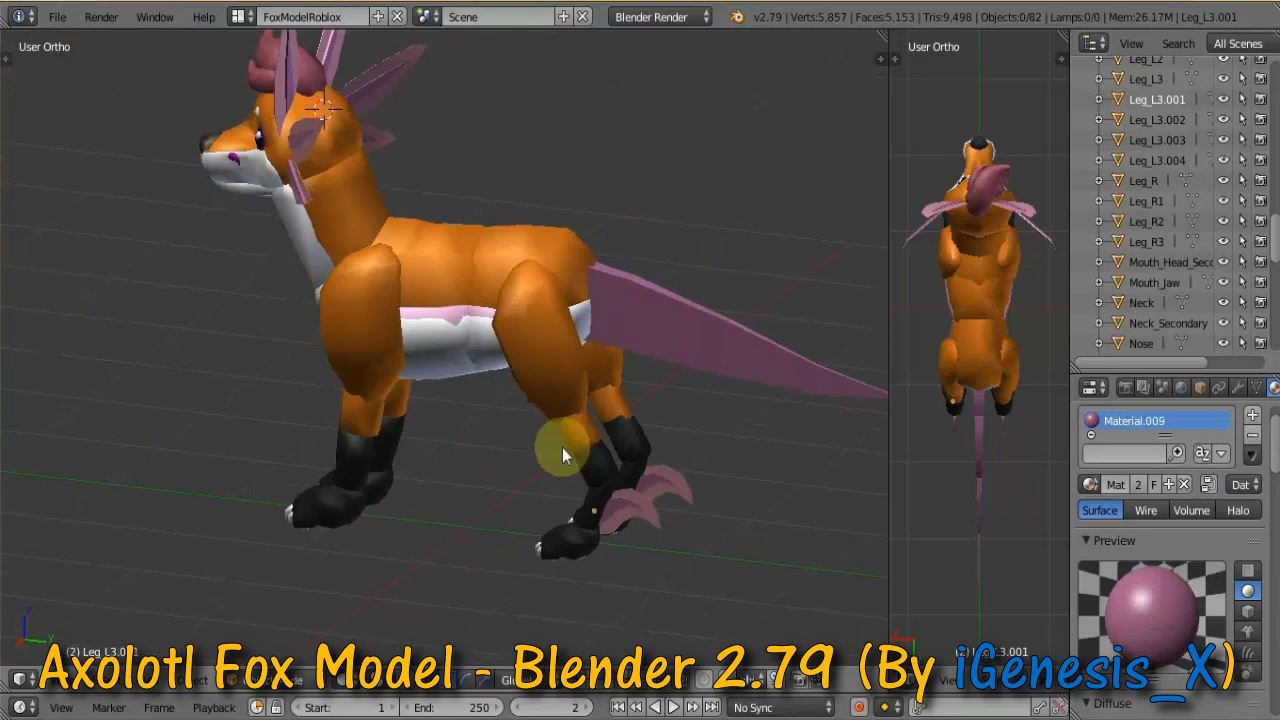 File Render Window Help FoxModelRoblox Scene Blender Render v2.79 | Verts:5,857 | Faces:5,153 | Tris:9,498 | Objects:0/82 | Lamps:0/0 | Mem:26.17M | Leg_L3.001
User Ortho
User Ortho
View Search All Scenes
Leg_L2
Leg_L3
Leg_L3.001
Leg_L3.002
Leg_L3.003
Leg_L3.004
Leg_R
Leg_R1
Leg_R2
Leg_R3
Mouth_Head_Seco
Mouth_Jaw
Neck
Neck_Secondary
Nose
Material.009
Mat 2 F Dat
Surface Wire Volume Halo
Preview
Axolotl Fox Model - Blender 2.79 (By iGenesis_X)
Diffuse
View Marker Frame Playback Start: 1 End: 250 2 No Sync